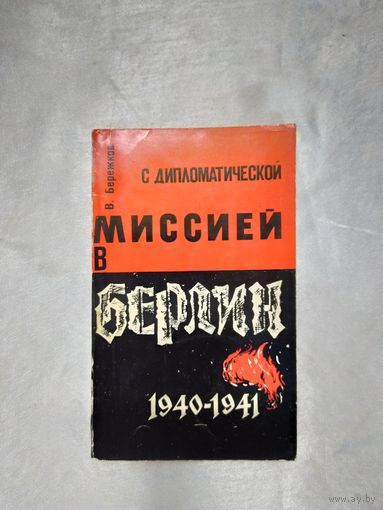 В. Бережков
С ДИПЛОМАТИЧЕСКОЙ
МИССИЕЙ
В
БЕРЛИН
1940-1941
www.ay.by